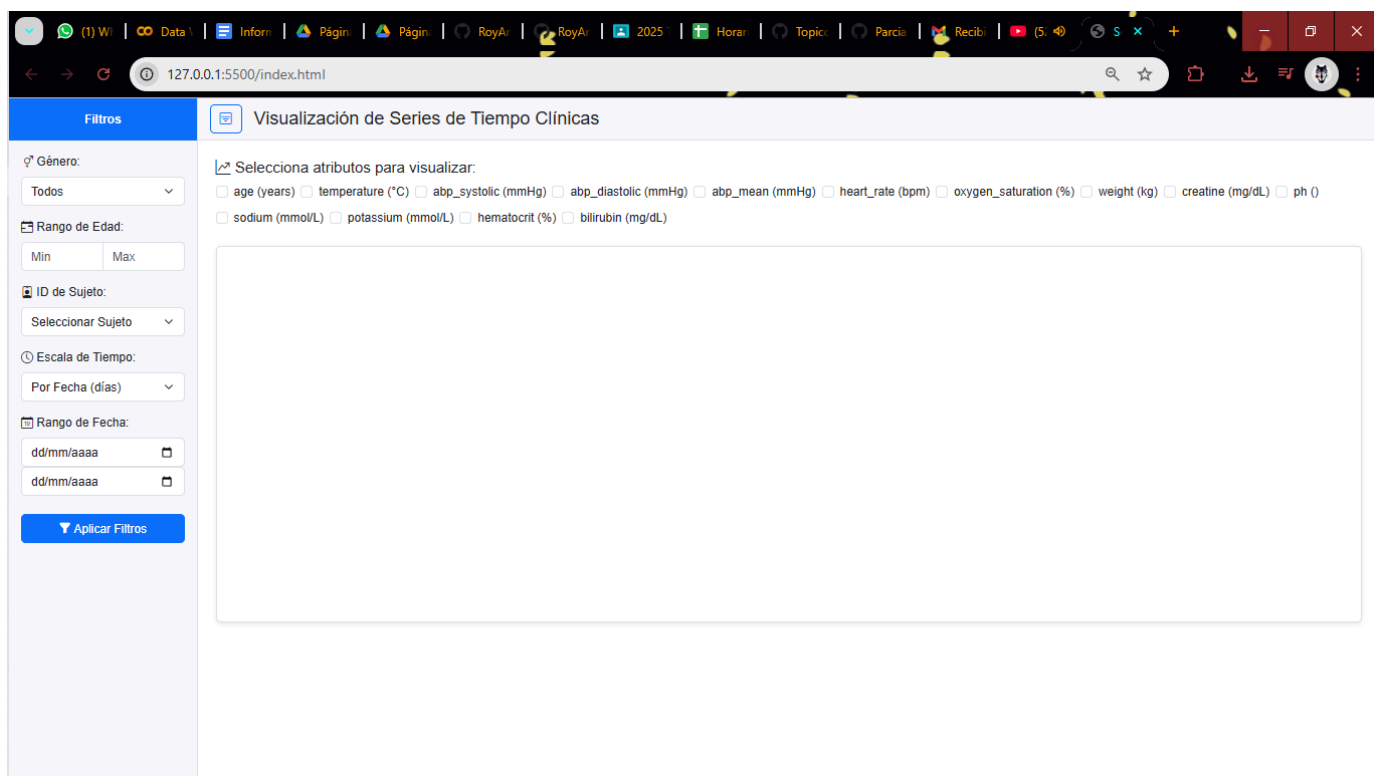 (1) W Data Inform Págin Págin RoyAr RoyAr 2025 Horar Topico Parcia Recibi (5 S
127.0.0.1:5500/index.html
Filtros
Visualización de Series de Tiempo Clínicas
Género:
Todos
Rango de Edad:
Min Max
ID de Sujeto:
Seleccionar Sujeto
Escala de Tiempo:
Por Fecha (días)
Rango de Fecha:
dd/mm/aaaa
dd/mm/aaaa
Aplicar Filtros
Selecciona atributos para visualizar:
age (years) temperature (°C) abp_systolic (mmHg) abp_diastolic (mmHg) abp_mean (mmHg) heart_rate (bpm) oxygen_saturation (%) weight (kg) creatine (mg/dL) ph ()
sodium (mmol/L) potassium (mmol/L) hematocrit (%) bilirubin (mg/dL)